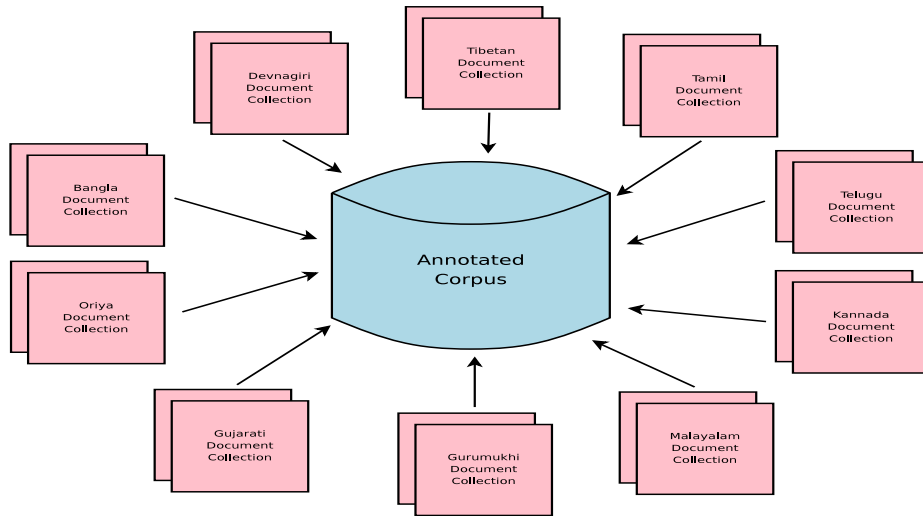 Tibetan
Document
Collection
Devnagiri
Document
Collection
Tamil
Document
Collection
Bangla
Document
Collection
Telugu
Document
Collection
Annotated
Corpus
Oriya
Document
Collection
Kannada
Document
Collection
Gujarati
Document
Collection
Gurumukhi
Document
Collection
Malayalam
Document
Collection